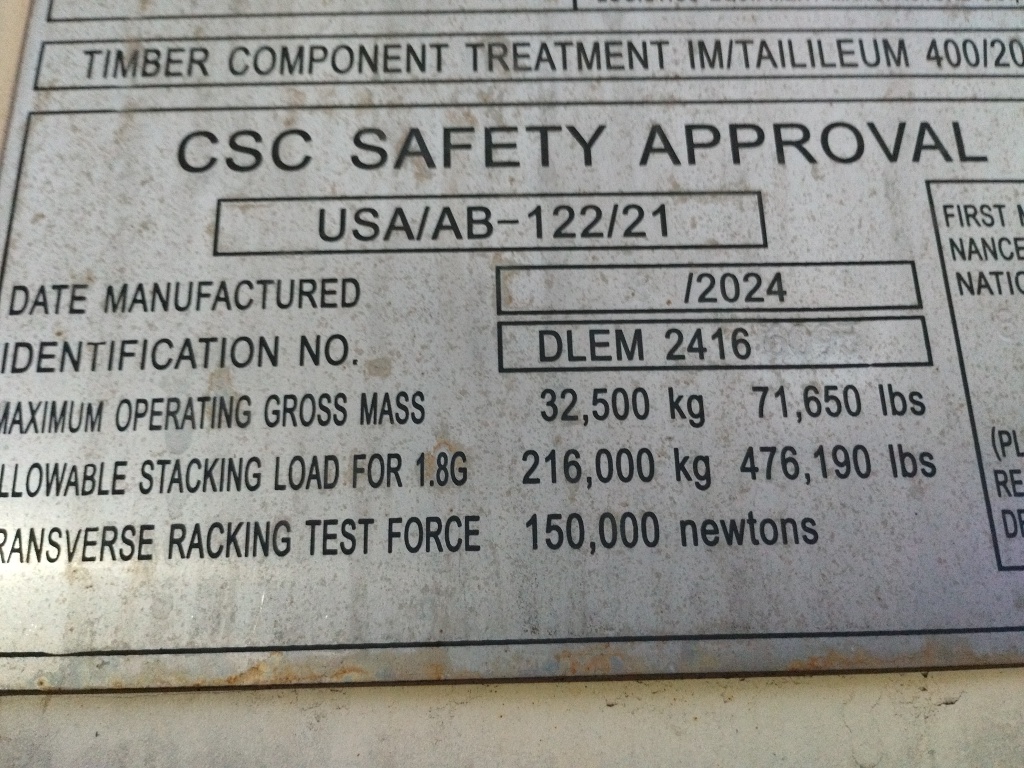 TIMBER COMPONENT TREATMENT IM/TAILILEUM 400/20
CSC SAFETY APPROVAL
USA/AB-122/21
DATE MANUFACTURED /2024
IDENTIFICATION NO. DLEM 2416
MAXIMUM OPERATING GROSS MASS 32,500 kg 71,650 lbs
LLOWABLE STACKING LOAD FOR 1.8G 216,000 kg 476,190 lbs
RANSVERSE RACKING TEST FORCE 150,000 newtons
FIRST
NANCE
NATIO
(PL
RE
DE